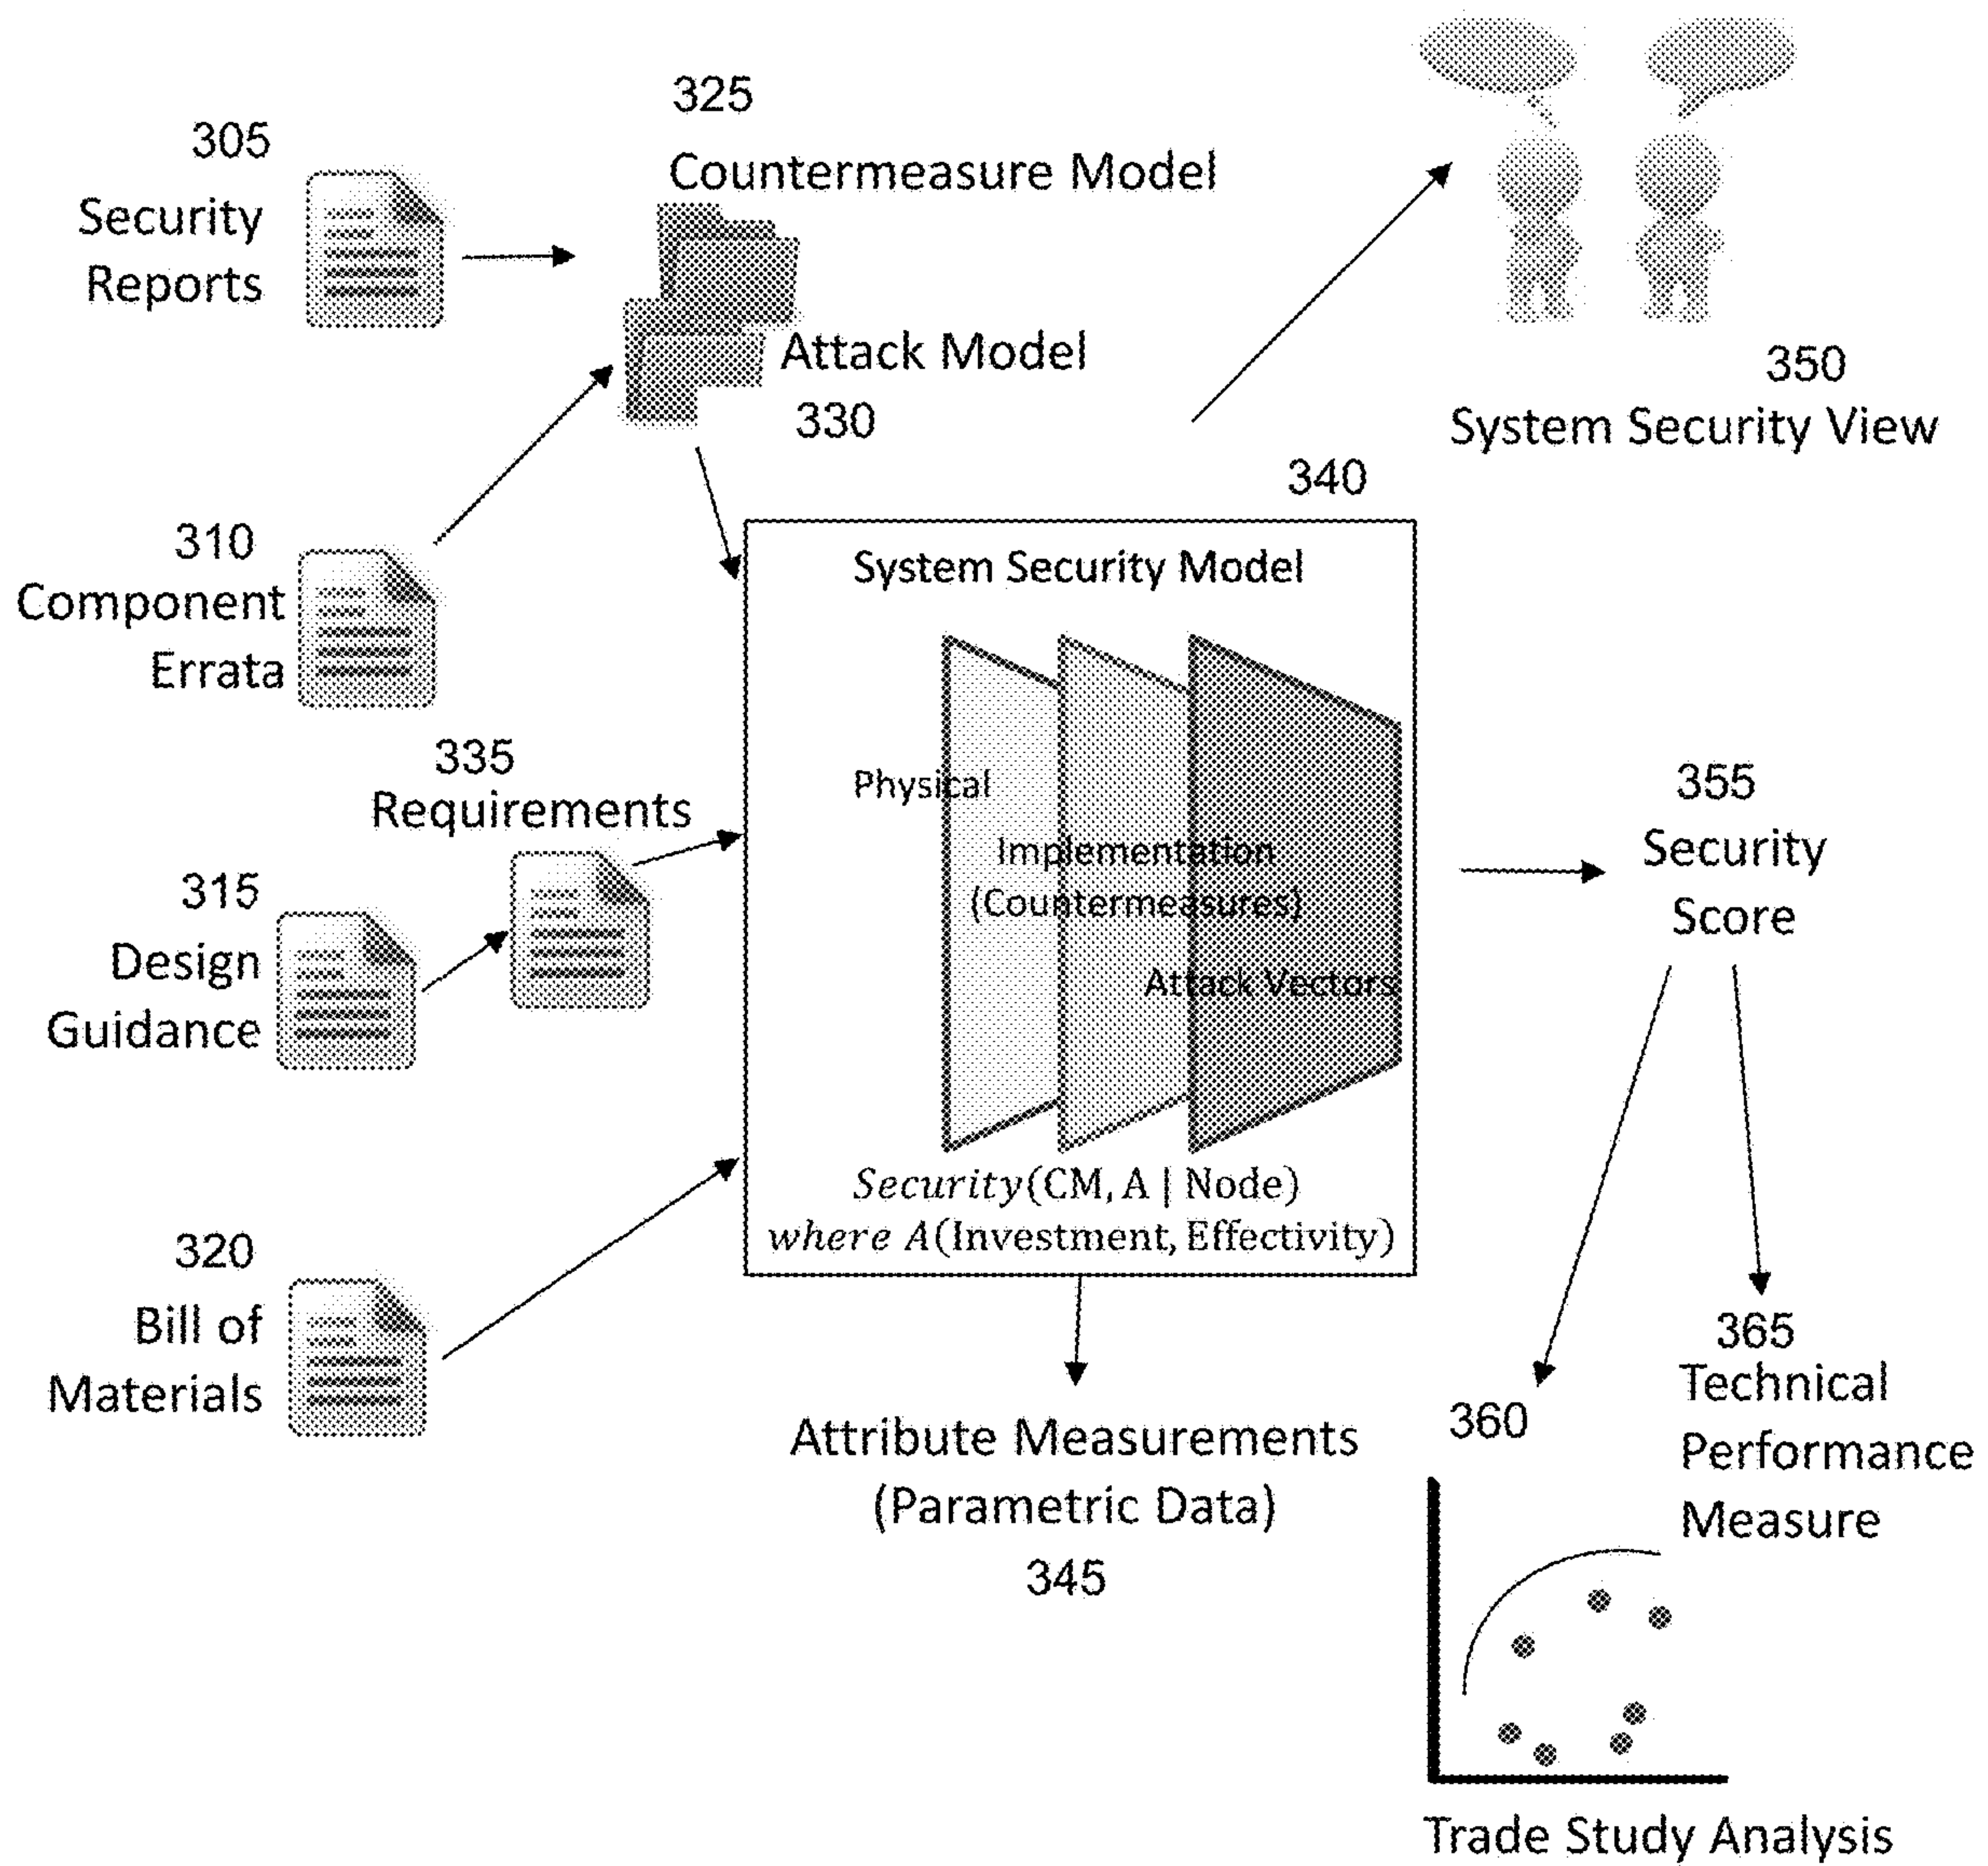 305
Security
Reports
325
Countermeasure Model
Attack Model
330
350
System Security View
310
Component
Errata
340
System Security Model
Physical
Implementation
(Countermeasures)
Attack Vectors
Security(CM, A | Node)
where A(Investment, Effectivity)
335
Requirements
315
Design
Guidance
320
Bill of
Materials
355
Security
Score
Attribute Measurements
(Parametric Data)
345
360
365
Technical
Performance
Measure
Trade Study Analysis